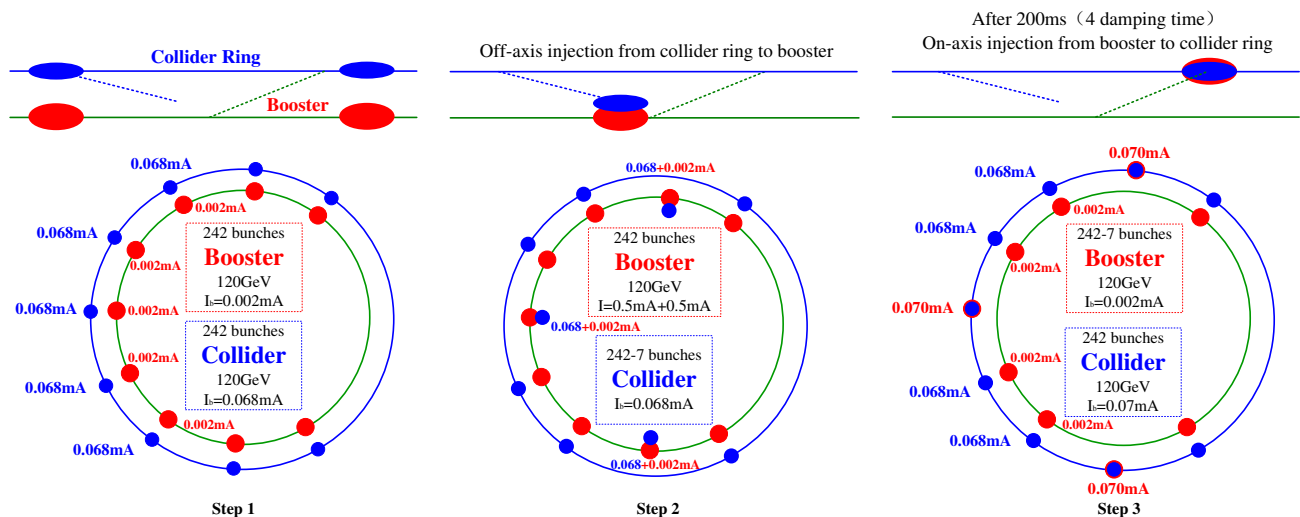 Collider Ring
Booster
0.068mA
0.068mA
0.068mA
0.068mA
0.068mA
0.068mA
0.002mA
0.002mA
0.002mA
0.002mA
0.002mA
242 bunches
Booster
120GeV
Ib=0.002mA
242 bunches
Collider
120GeV
Ib=0.068mA
Step 1
Off-axis injection from collider ring to booster
0.068+0.002mA
242 bunches
Booster
120GeV
I=0.5mA+0.5mA
0.068+0.002mA
242-7 bunches
Collider
Ib=0.068mA
0.068+0.002mA
Step 2
After 200ms（4 damping time）
On-axis injection from booster to collider ring
0.070mA
0.068mA
0.068mA
0.002mA
0.002mA
242-7 bunches
Booster
120GeV
Ib=0.002mA
0.070mA
0.002mA
0.068mA
0.002mA
0.068mA
242 bunches
Collider
120GeV
Ib=0.07mA
0.070mA
Step 3